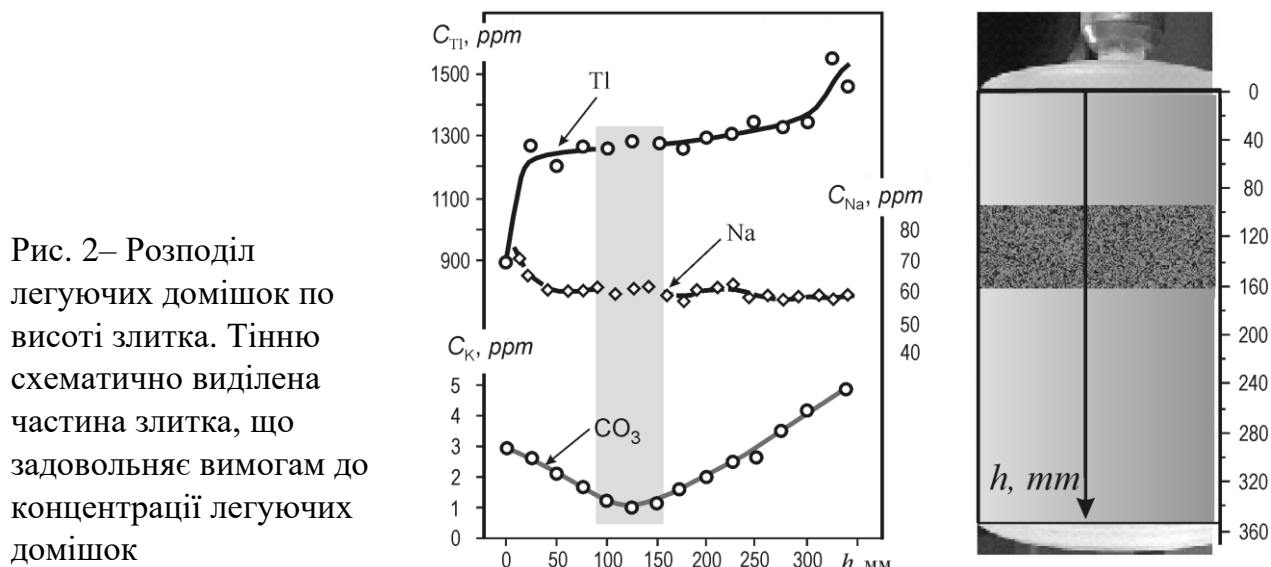 Рис. 2– Розподіл
легуючих домішок по
висоті злитка. Тінню
схематично виділена
частина злитка, що
задовольняє вимогам до
концентрації легуючих
домішок
C_Tl, ppm
1500
1300
1100
900
Tl
C_Na, ppm
80
70
60
50
40
Na
C_K, ppm
5
4
3
2
1
0
CO₃
0 50 100 150 200 250 300 h, мм
0
40
80
120
160
200
240
280
320
360
h, mm